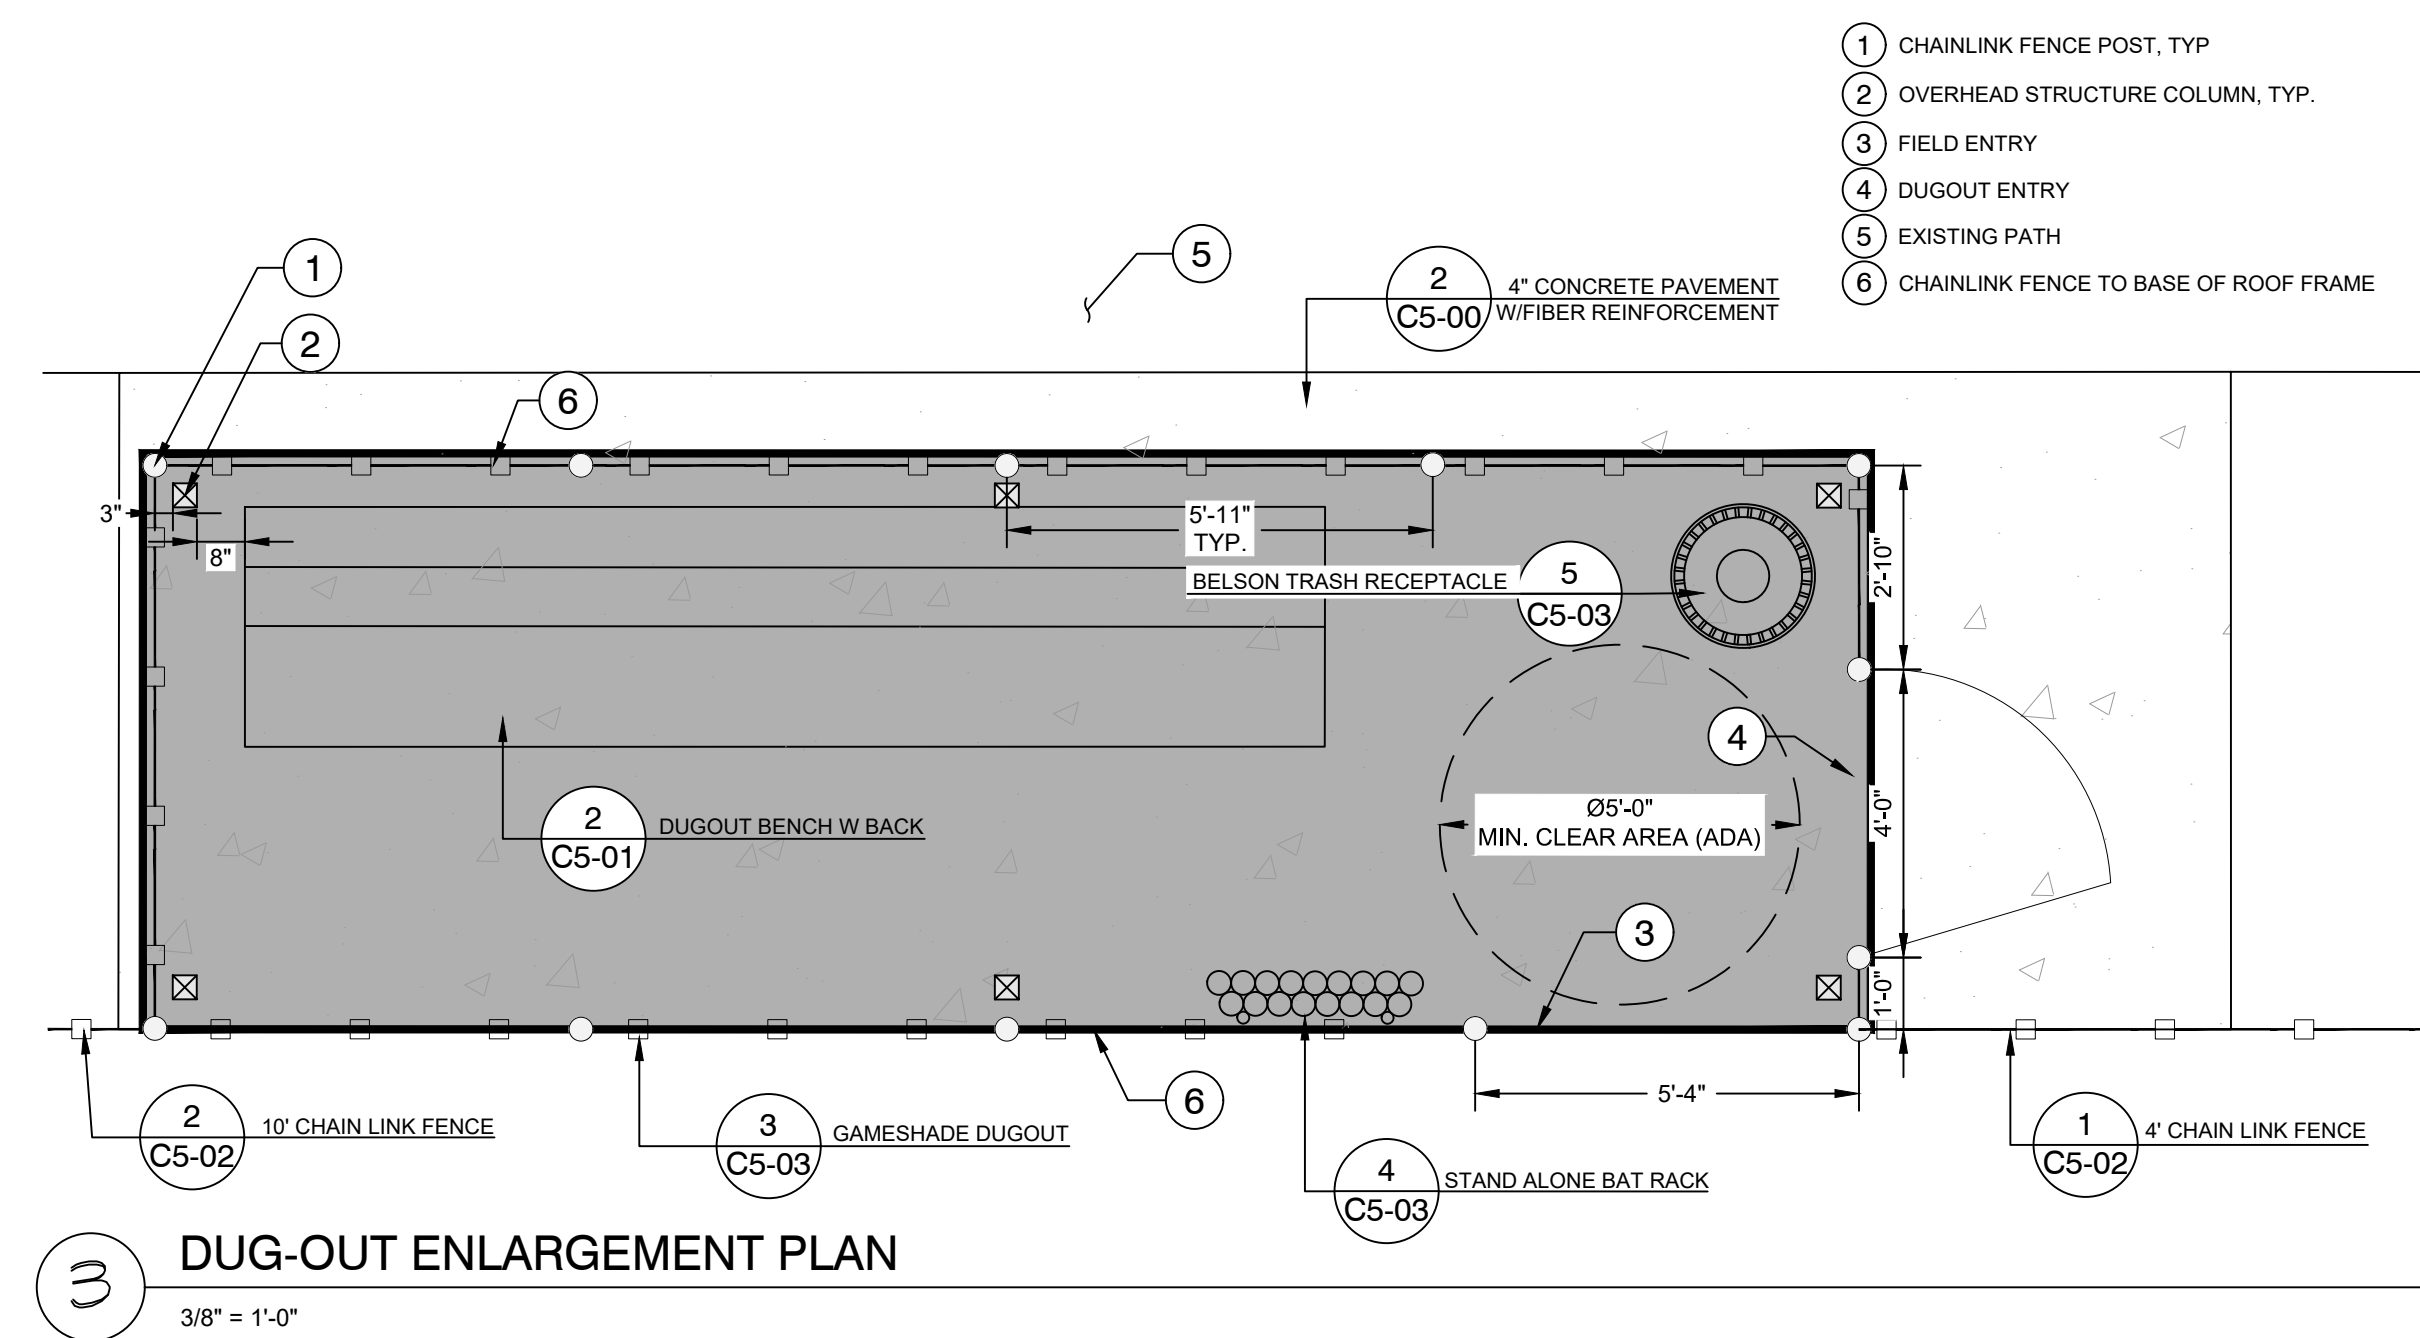 1 CHAINLINK FENCE POST, TYP
2 OVERHEAD STRUCTURE COLUMN, TYP.
3 FIELD ENTRY
4 DUGOUT ENTRY
5 EXISTING PATH
6 CHAINLINK FENCE TO BASE OF ROOF FRAME
1
5
2
C5-00
4" CONCRETE PAVEMENT
W/FIBER REINFORCEMENT
2
6
3"
8"
5'-11"
TYP.
BELSON TRASH RECEPTACLE
5
C5-03
2'-10"
4
4'-0"
Ø5'-0"
MIN. CLEAR AREA (ADA)
2
C5-01
DUGOUT BENCH W BACK
3
1'-0"
5'-4"
6
2
C5-02
10' CHAIN LINK FENCE
3
C5-03
GAMESHADE DUGOUT
4
C5-03
STAND ALONE BAT RACK
1
C5-02
4' CHAIN LINK FENCE
3
DUG-OUT ENLARGEMENT PLAN
3/8" = 1'-0"